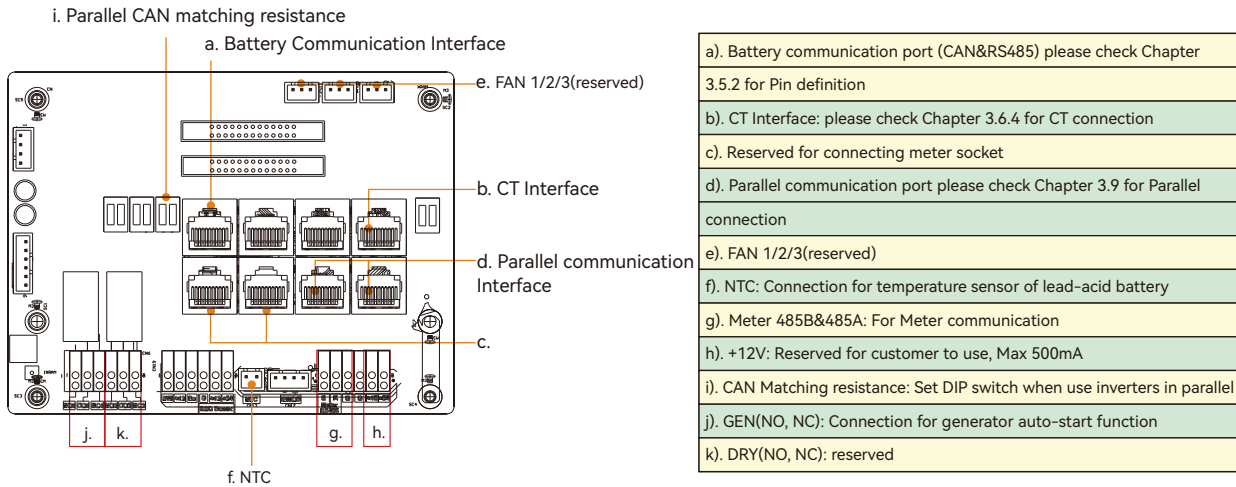 i. Parallel CAN matching resistance
a. Battery Communication Interface
e. FAN 1/2/3(reserved)
b. CT Interface
d. Parallel communication
Interface
c.
j.
k.
g.
h.
f. NTC
a). Battery communication port (CAN&RS485) please check Chapter
3.5.2 for Pin definition
b). CT Interface: please check Chapter 3.6.4 for CT connection
c). Reserved for connecting meter socket
d). Parallel communication port please check Chapter 3.9 for Parallel
connection
e). FAN 1/2/3(reserved)
f). NTC: Connection for temperature sensor of lead-acid battery
g). Meter 485B&485A: For Meter communication
h). +12V: Reserved for customer to use, Max 500mA
i). CAN Matching resistance: Set DIP switch when use inverters in parallel
j). GEN(NO, NC): Connection for generator auto-start function
k). DRY(NO, NC): reserved